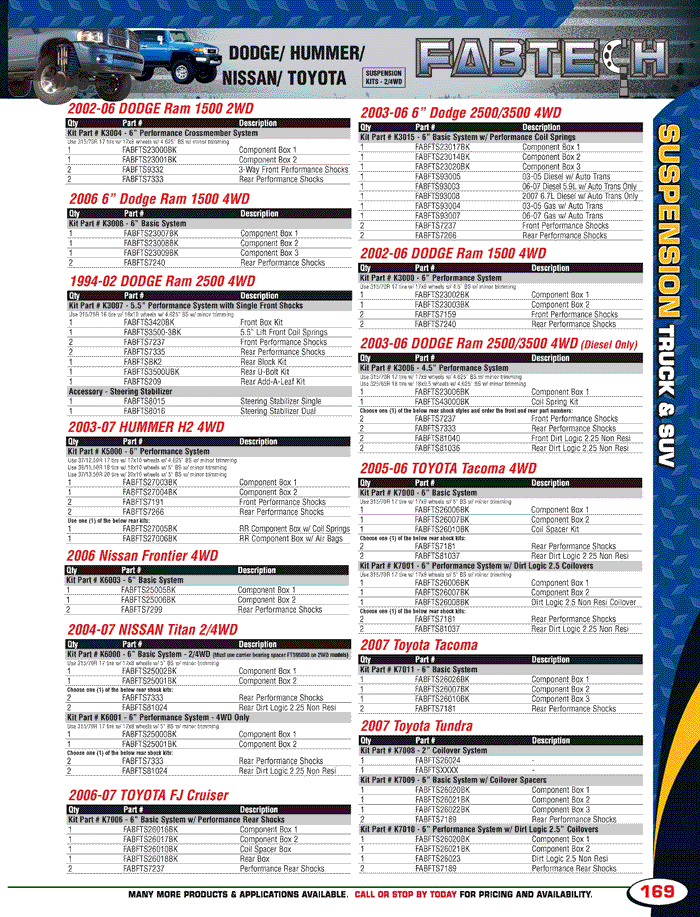 DODGE/ HUMMER/
NISSAN/ TOYOTA
SUSPENSION
KITS - 2/4WD
FABTECH
2002-06 DODGE Ram 1500 2WD
Qty Part # Description
Kit Part # K3004 - 6" Performance Crossmember System
Use 315/70R 17 tire w/ 17x8 wheels w/ 4.625" BS w/ minor trimming
1 FABFTS23000BK Component Box 1
1 FABFTS23001BK Component Box 2
2 FABFTS9332 3-Way Front Performance Shocks
2 FABFTS7333 Rear Performance Shocks
2006 6" Dodge Ram 1500 4WD
Qty Part # Description
Kit Part # K3008 - 6" Basic System
1 FABFTS23007BK Component Box 1
1 FABFTS23008BK Component Box 2
1 FABFTS23009BK Component Box 3
2 FABFTS7240 Rear Performance Shocks
1994-02 DODGE Ram 2500 4WD
Qty Part # Description
Kit Part # K3007 - 5.5" Performance System with Single Front Shocks
Use 315/75R 16 tire w/ 16x10 wheels w/ 4.625" BS w/ minor trimming
1 FABFTS3420BK Front Box Kit
1 FABFTS3500-3BK 5.5" Lift Front Coil Springs
2 FABFTS7237 Front Performance Shocks
2 FABFTS7335 Rear Performance Shocks
1 FABFTSBK2 Rear Block Kit
1 FABFTS3500UBK Rear U-Bolt Kit
1 FABFTS209 Rear Add-A-Leaf Kit
Accessory - Steering Stabilizer
1 FABFTS8015 Steering Stabilizer Single
1 FABFTS8016 Steering Stabilizer Dual
2003-07 HUMMER H2 4WD
Qty Part # Description
Kit Part # K5000 - 6" Performance System
Use 37/12.50R 17 tires w/ 17x10 wheels w/ 4.625" BS w/ minor trimming
Use 38/13.50R 18 tire w/ 18x10 wheels w/ 5" BS w/ minor trimming
Use 37/13.50R 20 tire w/ 20x10 wheels w/ 5" BS w/ minor trimming
1 FABFTS27003BK Component Box 1
1 FABFTS27004BK Component Box 2
2 FABFTS7191 Front Performance Shocks
2 FABFTS7266 Rear Performance Shocks
Use one (1) of the below rear kits:
1 FABFTS27005BK RR Component Box w/ Coil Springs
1 FABFTS27006BK RR Component Box w/ Air Bags
2006 Nissan Frontier 4WD
Qty Part # Description
Kit Part # K6003 - 6" Basic System
1 FABFTS25005BK Component Box 1
1 FABFTS25006BK Component Box 2
2 FABFTS7299 Rear Performance Shocks
2004-07 NISSAN Titan 2/4WD
Qty Part # Description
Kit Part # K6000 - 6" Basic System - 2/4WD (Must use carrier bearing spacer FTS95006 on 2WD models)
Use 315/70R 17 tire w/ 17x8 wheels w/ 5" BS w/ minor trimming
1 FABFTS25002BK Component Box 1
1 FABFTS25001BK Component Box 2
Choose one (1) of the below rear shock kits:
2 FABFTS7333 Rear Performance Shocks
2 FABFTS81024 Rear Dirt Logic 2.25 Non Resi
Kit Part # K6001 - 6" Performance System - 4WD Only
Use 315/70R 17 tire w/ 17x8 wheels w/ 5" BS w/ minor trimming
1 FABFTS25000BK Component Box 1
1 FABFTS25001BK Component Box 2
Choose one (1) of the below rear shock kits:
2 FABFTS7333 Rear Performance Shocks
2 FABFTS81024 Rear Dirt Logic 2.25 Non Resi
2006-07 TOYOTA FJ Cruiser
Qty Part # Description
Kit Part # K7006 - 6" Basic System w/ Performance Rear Shocks
1 FABFTS26016BK Component Box 1
1 FABFTS26017BK Component Box 2
1 FABFTS26010BK Coil Spacer Box
1 FABFTS26018BK Rear Box
2 FABFTS7237 Performance Rear Shocks
2003-06 6" Dodge 2500/3500 4WD
Qty Part # Description
Kit Part # K3015 - 6" Basic System w/ Performance Coil Springs
1 FABFTS23017BK Component Box 1
1 FABFTS23014BK Component Box 2
1 FABFTS23020BK Component Box 3
1 FABFTS93005 03-05 Diesel w/ Auto Trans
1 FABFTS93003 06-07 Diesel 5.9L w/ Auto Trans Only
1 FABFTS93008 2007 6.7L Diesel w/ Auto Trans Only
1 FABFTS93004 03-05 Gas w/ Auto Trans
1 FABFTS93007 06-07 Gas w/ Auto Trans
2 FABFTS7237 Front Performance Shocks
2 FABFTS7266 Rear Performance Shocks
2002-06 DODGE Ram 1500 4WD
Qty Part # Description
Kit Part # K3000 - 6" Performance System
Use 315/70R 17 tire w/ 17x8 wheels w/ 4.5" BS w/ minor trimming
1 FABFTS23002BK Component Box 1
1 FABFTS23003BK Component Box 2
2 FABFTS7159 Front Performance Shocks
2 FABFTS7240 Rear Performance Shocks
2003-06 DODGE Ram 2500/3500 4WD (Diesel Only)
Qty Part # Description
Kit Part # K3006 - 4.5" Performance System
Use 315/70R 17 tire w/ 17x9 wheels w/ 4.625" BS w/ minor trimming
Use 325/65R 18 tire w/ 18x9.5 wheels w/ 4.625" BS w/ minor trimming
1 FABFTS23006BK Component Box 1
1 FABFTS43000BK Coil Spring Kit
Choose one (1) of the below rear shock styles and order the front and rear part numbers:
2 FABFTS7237 Front Performance Shocks
2 FABFTS7333 Rear Performance Shocks
2 FABFTS81040 Front Dirt Logic 2.25 Non Resi
2 FABFTS81036 Rear Dirt Logic 2.25 Non Resi
2005-06 TOYOTA Tacoma 4WD
Qty Part # Description
Kit Part # K7000 - 6" Basic System
Use 315/70R 17 tire w/ 17x9 wheels w/ 5" BS w/ minor trimming
1 FABFTS26006BK Component Box 1
1 FABFTS26007BK Component Box 2
1 FABFTS26010BK Coil Spacer Kit
Choose one (1) of the below rear shock kits:
2 FABFTS7181 Rear Performance Shocks
2 FABFTS81037 Rear Dirt Logic 2.25 Non Resi
Kit Part # K7001 - 6" Performance System w/ Dirt Logic 2.5 Coilovers
Use 315/70R 17 tire w/ 17x9 wheels w/ 5" BS w/ minor trimming
1 FABFTS26006BK Component Box 1
1 FABFTS26007BK Component Box 2
1 FABFTS26008BK Dirt Logic 2.5 Non Resi Coilover
Choose one (1) of the below rear shock kits:
2 FABFTS7181 Rear Performance Shocks
2 FABFTS81037 Rear Dirt Logic 2.25 Non Resi
2007 Toyota Tacoma
Qty Part # Description
Kit Part # K7011 - 6" Basic System
1 FABFTS26026BK Component Box 1
1 FABFTS26007BK Component Box 2
1 FABFTS26010BK Component Box 3
2 FABFTS7181 Rear Performance Shocks
2007 Toyota Tundra
Qty Part # Description
Kit Part # K7008 - 2" Coilover System
1 FABFTS26024 -
1 FABFTSXXXX -
Kit Part # K7009 - 6" Basic System w/ Coilover Spacers
1 FABFTS26020BK Component Box 1
1 FABFTS26021BK Component Box 2
1 FABFTS26022BK Component Box 3
2 FABFTS7189 Rear Performance Shocks
Kit Part # K7010 - 6" Performance System w/ Dirt Logic 2.5" Coilovers
1 FABFTS26020BK Component Box 1
1 FABFTS26021BK Component Box 2
1 FABFTS26023 Dirt Logic 2.5 Non Resi
2 FABFTS7189 Performance Rear Shocks
SUSPENSION TRUCK & SUV
MANY MORE PRODUCTS & APPLICATIONS AVAILABLE. CALL OR STOP BY TODAY FOR PRICING AND AVAILABILITY.
169